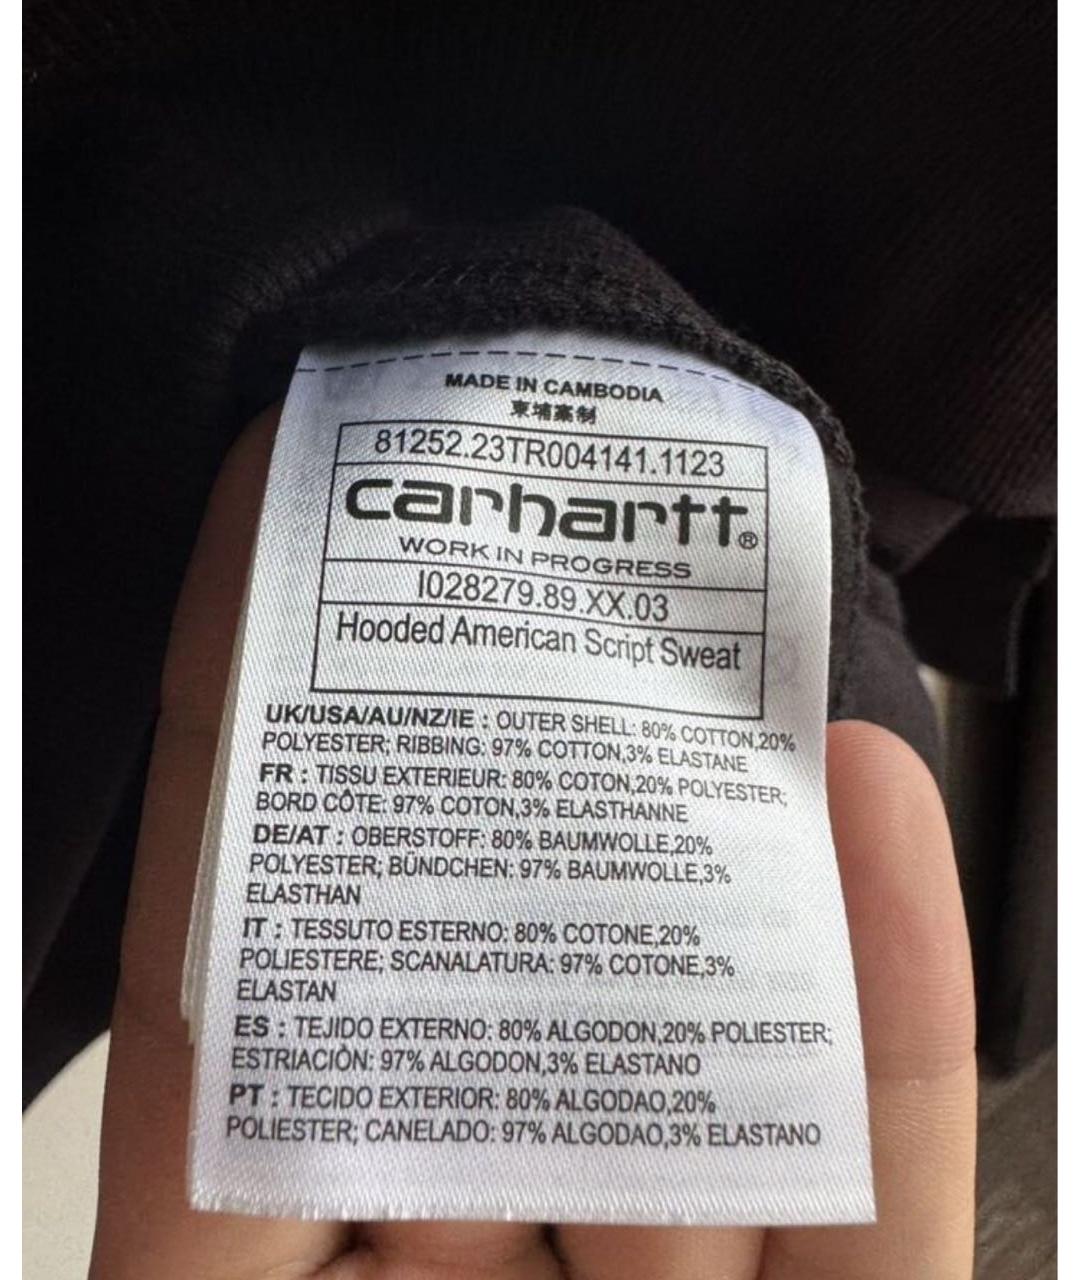 MADE IN CAMBODIA
柬埔寨制
81252.23TR004141.1123
carhartt®
WORK IN PROGRESS
I028279.89.XX.03
Hooded American Script Sweat
UK/USA/AU/NZ/IE : OUTER SHELL: 80% COTTON,20%
POLYESTER; RIBBING: 97% COTTON,3% ELASTANE
FR : TISSU EXTERIEUR: 80% COTON,20% POLYESTER;
BORD CÔTE: 97% COTON,3% ELASTHANNE
DE/AT : OBERSTOFF: 80% BAUMWOLLE,20%
POLYESTER; BÜNDCHEN: 97% BAUMWOLLE,3%
ELASTHAN
IT : TESSUTO ESTERNO: 80% COTONE,20%
POLIESTERE; SCANALATURA: 97% COTONE,3%
ELASTAN
ES : TEJIDO EXTERNO: 80% ALGODON,20% POLIESTER;
ESTRIACIÒN: 97% ALGODON,3% ELASTANO
PT : TECIDO EXTERIOR: 80% ALGODAO,20%
POLIESTER; CANELADO: 97% ALGODAO,3% ELASTANO